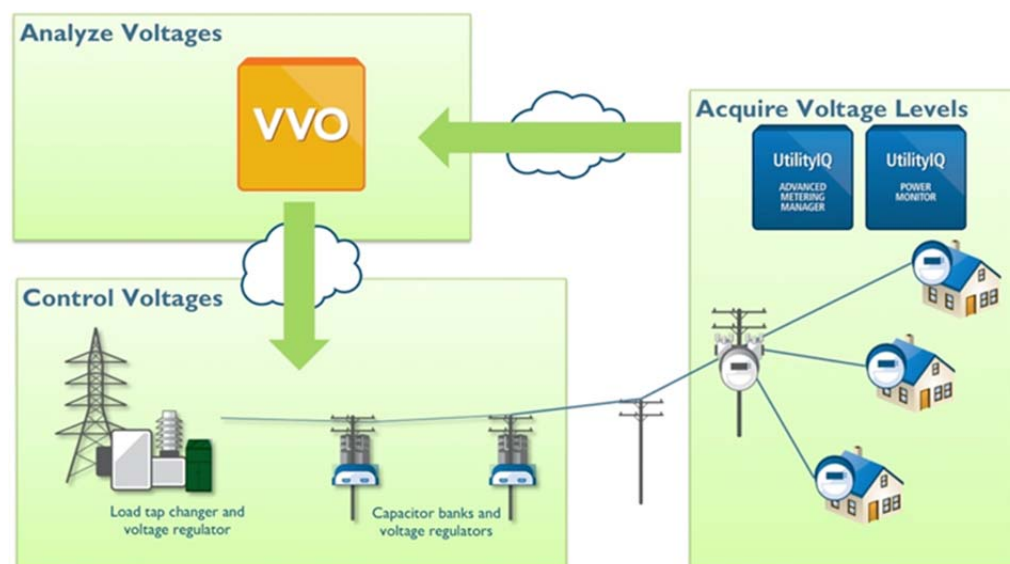 Analyze Voltages
VVO
Acquire Voltage Levels
UtilityIQ
ADVANCED
METERING
MANAGER
UtilityIQ
POWER
MONITOR
Control Voltages
Load tap changer and
voltage regulator
Capacitor banks and
voltage regulators